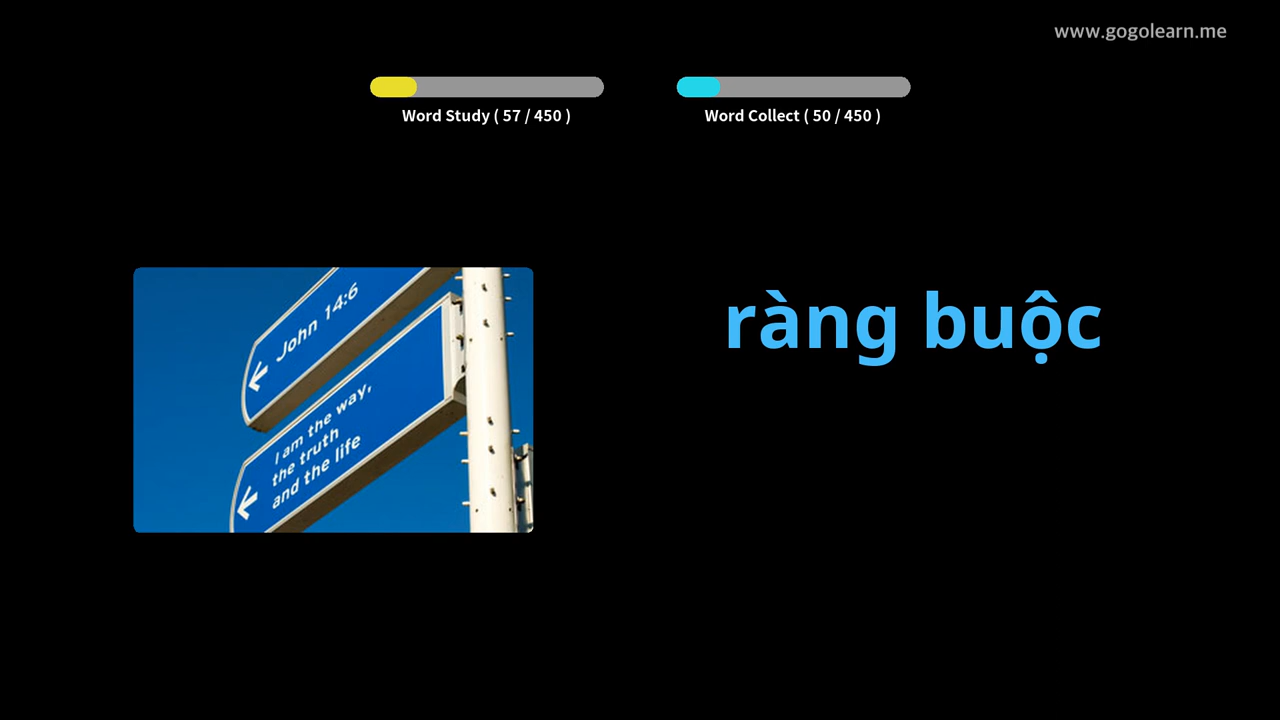 www.gogolearn.me
Word Study ( 57 / 450 )
Word Collect ( 50 / 450 )
John 14:6
I am the way,
the truth
and the life
ràng buộc